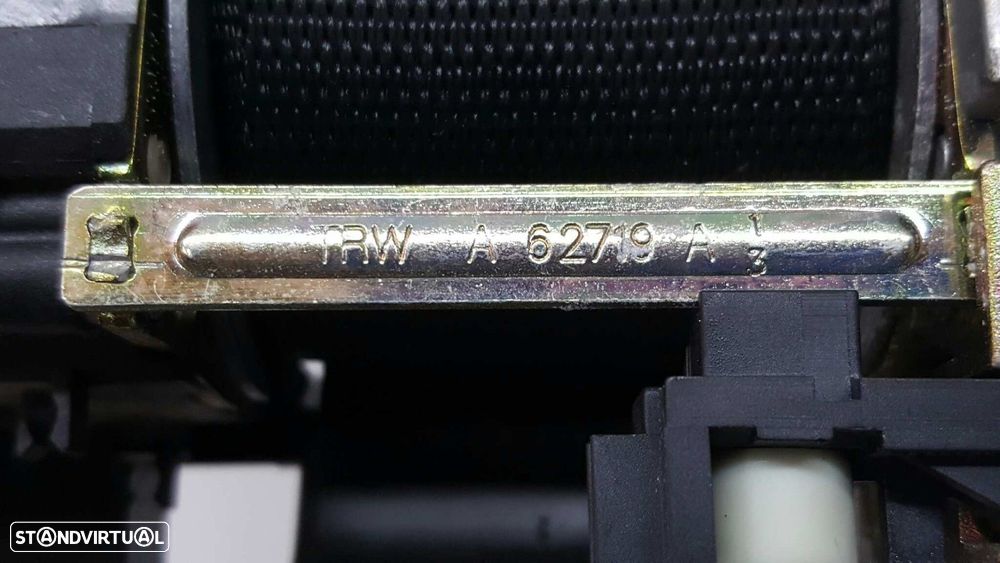 TRW A 62719 A 1
3
STANDVIRTUAL